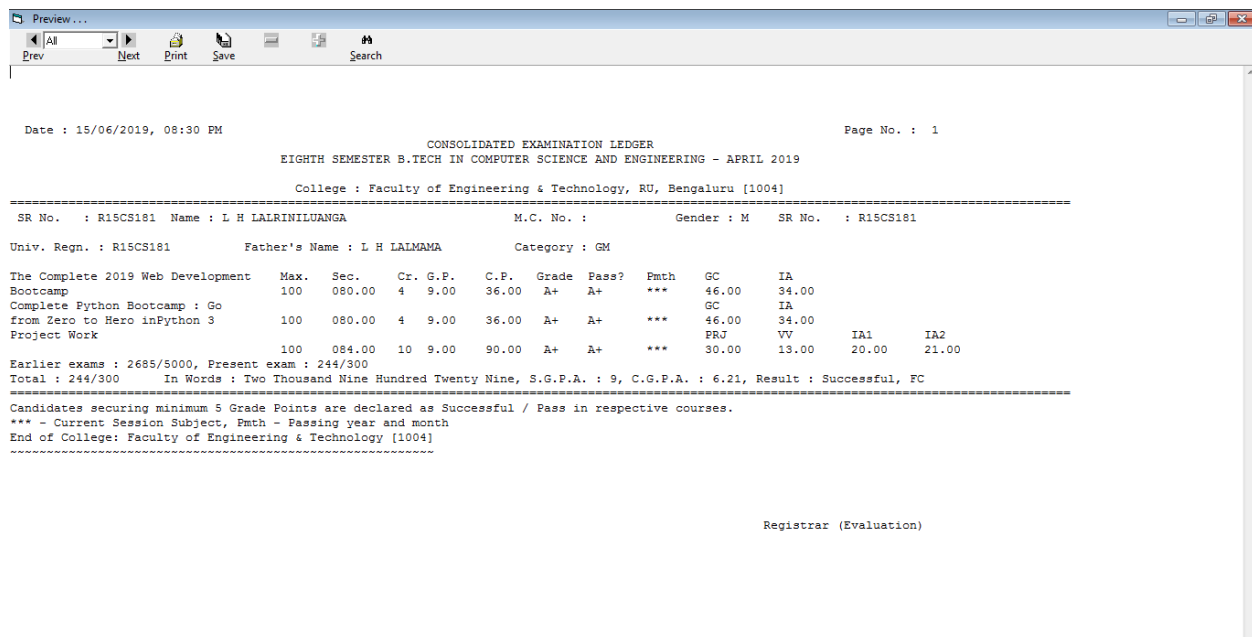 Preview . . .
All
Prev Next Print Save Search
Date : 15/06/2019, 08:30 PM Page No. : 1
CONSOLIDATED EXAMINATION LEDGER
EIGHTH SEMESTER B.TECH IN COMPUTER SCIENCE AND ENGINEERING - APRIL 2019
College : Faculty of Engineering & Technology, RU, Bengaluru [1004]
SR No. : R15CS181 Name : L H LALRINILUANGA M.C. No. : Gender : M SR No. : R15CS181
Univ. Regn. : R15CS181 Father's Name : L H LALMAMA Category : GM
The Complete 2019 Web Development Max. Sec. Cr. G.P. C.P. Grade Pass? Pmth GC IA
Bootcamp 100 080.00 4 9.00 36.00 A+ A+ *** 46.00 34.00
Complete Python Bootcamp : Go GC IA
from Zero to Hero inPython 3 100 080.00 4 9.00 36.00 A+ A+ *** 46.00 34.00
Project Work PRJ VV IA1 IA2
100 084.00 10 9.00 90.00 A+ A+ *** 30.00 13.00 20.00 21.00
Earlier exams : 2685/5000, Present exam : 244/300
Total : 244/300 In Words : Two Thousand Nine Hundred Twenty Nine, S.G.P.A. : 9, C.G.P.A. : 6.21, Result : Successful, FC
Candidates securing minimum 5 Grade Points are declared as Successful / Pass in respective courses.
*** - Current Session Subject, Pmth - Passing year and month
End of College: Faculty of Engineering & Technology [1004]
Registrar (Evaluation)